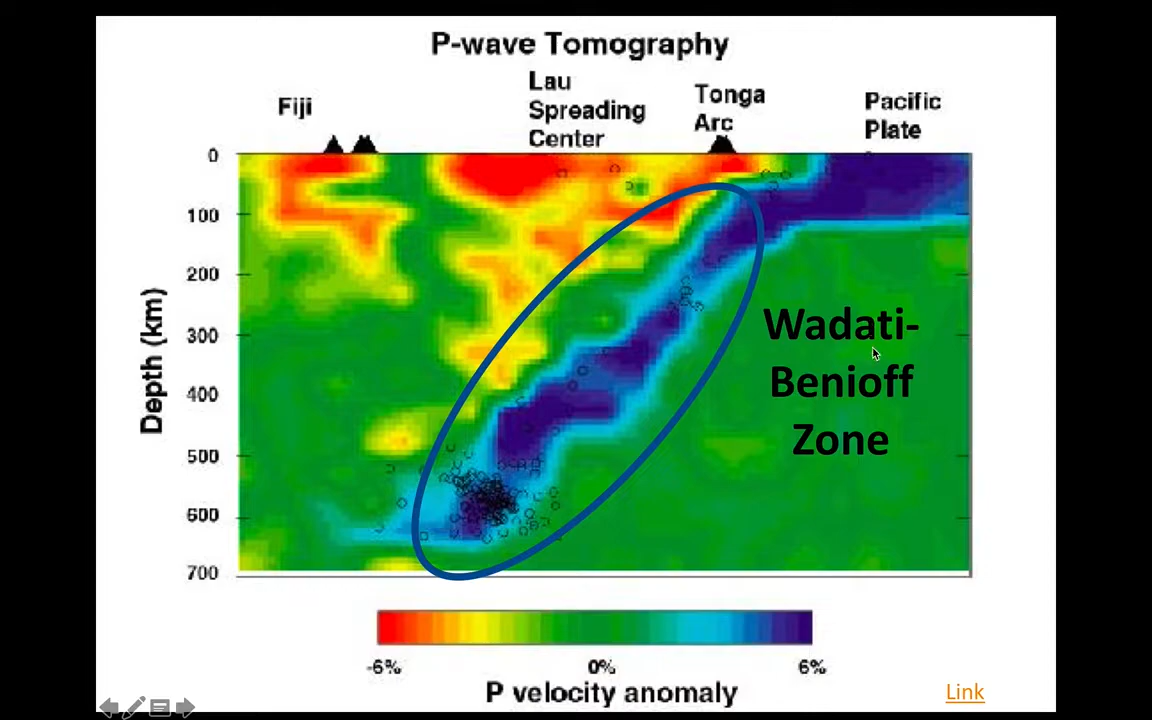 P-wave Tomography
Fiji
Lau
Spreading
Center
Tonga
Arc
Pacific
Plate
0
100
200
300
400
500
600
700
Depth (km)
Wadati-
Benioff
Zone
-6%
0%
6%
P velocity anomaly
Link